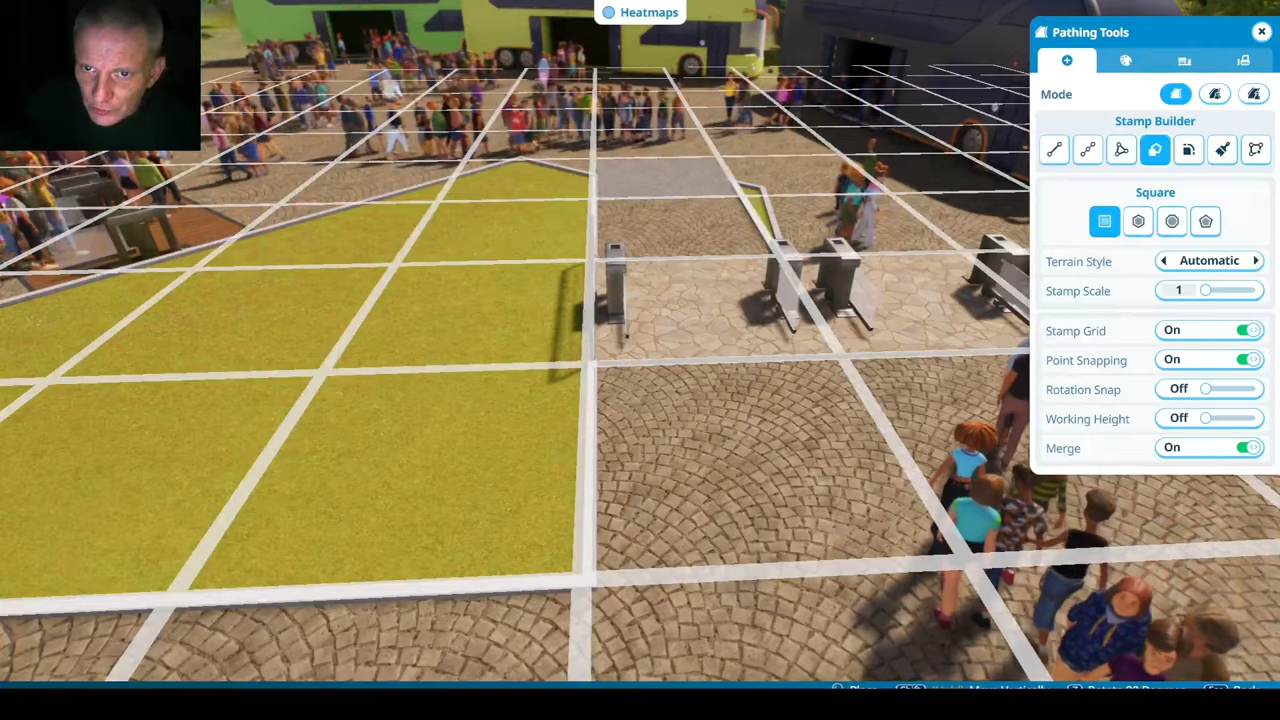 Heatmaps
Pathing Tools
Mode
Stamp Builder
Square
Terrain Style Automatic
Stamp Scale 1
Stamp Grid On
Point Snapping On
Rotation Snap Off
Working Height Off
Merge On